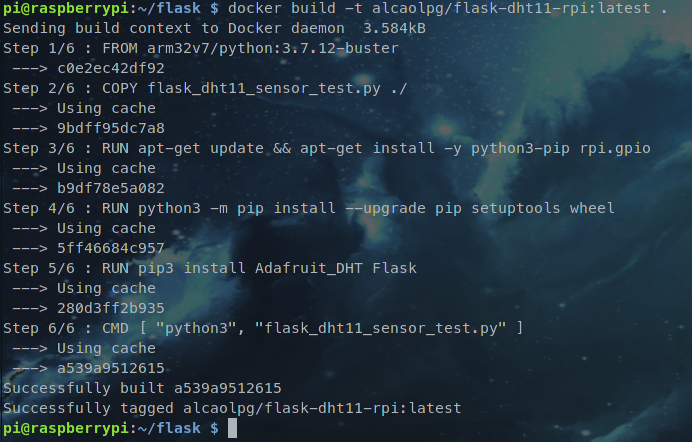 pi@raspberrypi:~/flask $ docker build -t alcaolpg/flask-dht11-rpi:latest .
Sending build context to Docker daemon  3.584kB
Step 1/6 : FROM arm32v7/python:3.7.12-buster
 ---> c0e2ec42df92
Step 2/6 : COPY flask_dht11_sensor_test.py ./
 ---> Using cache
 ---> 9bdff95dc7a8
Step 3/6 : RUN apt-get update && apt-get install -y python3-pip rpi.gpio
 ---> Using cache
 ---> b9df78e5a082
Step 4/6 : RUN python3 -m pip install --upgrade pip setuptools wheel
 ---> Using cache
 ---> 5ff46684c957
Step 5/6 : RUN pip3 install Adafruit_DHT Flask
 ---> Using cache
 ---> 280d3ff2b935
Step 6/6 : CMD [ "python3", "flask_dht11_sensor_test.py" ]
 ---> Using cache
 ---> a539a9512615
Successfully built a539a9512615
Successfully tagged alcaolpg/flask-dht11-rpi:latest
pi@raspberrypi:~/flask $